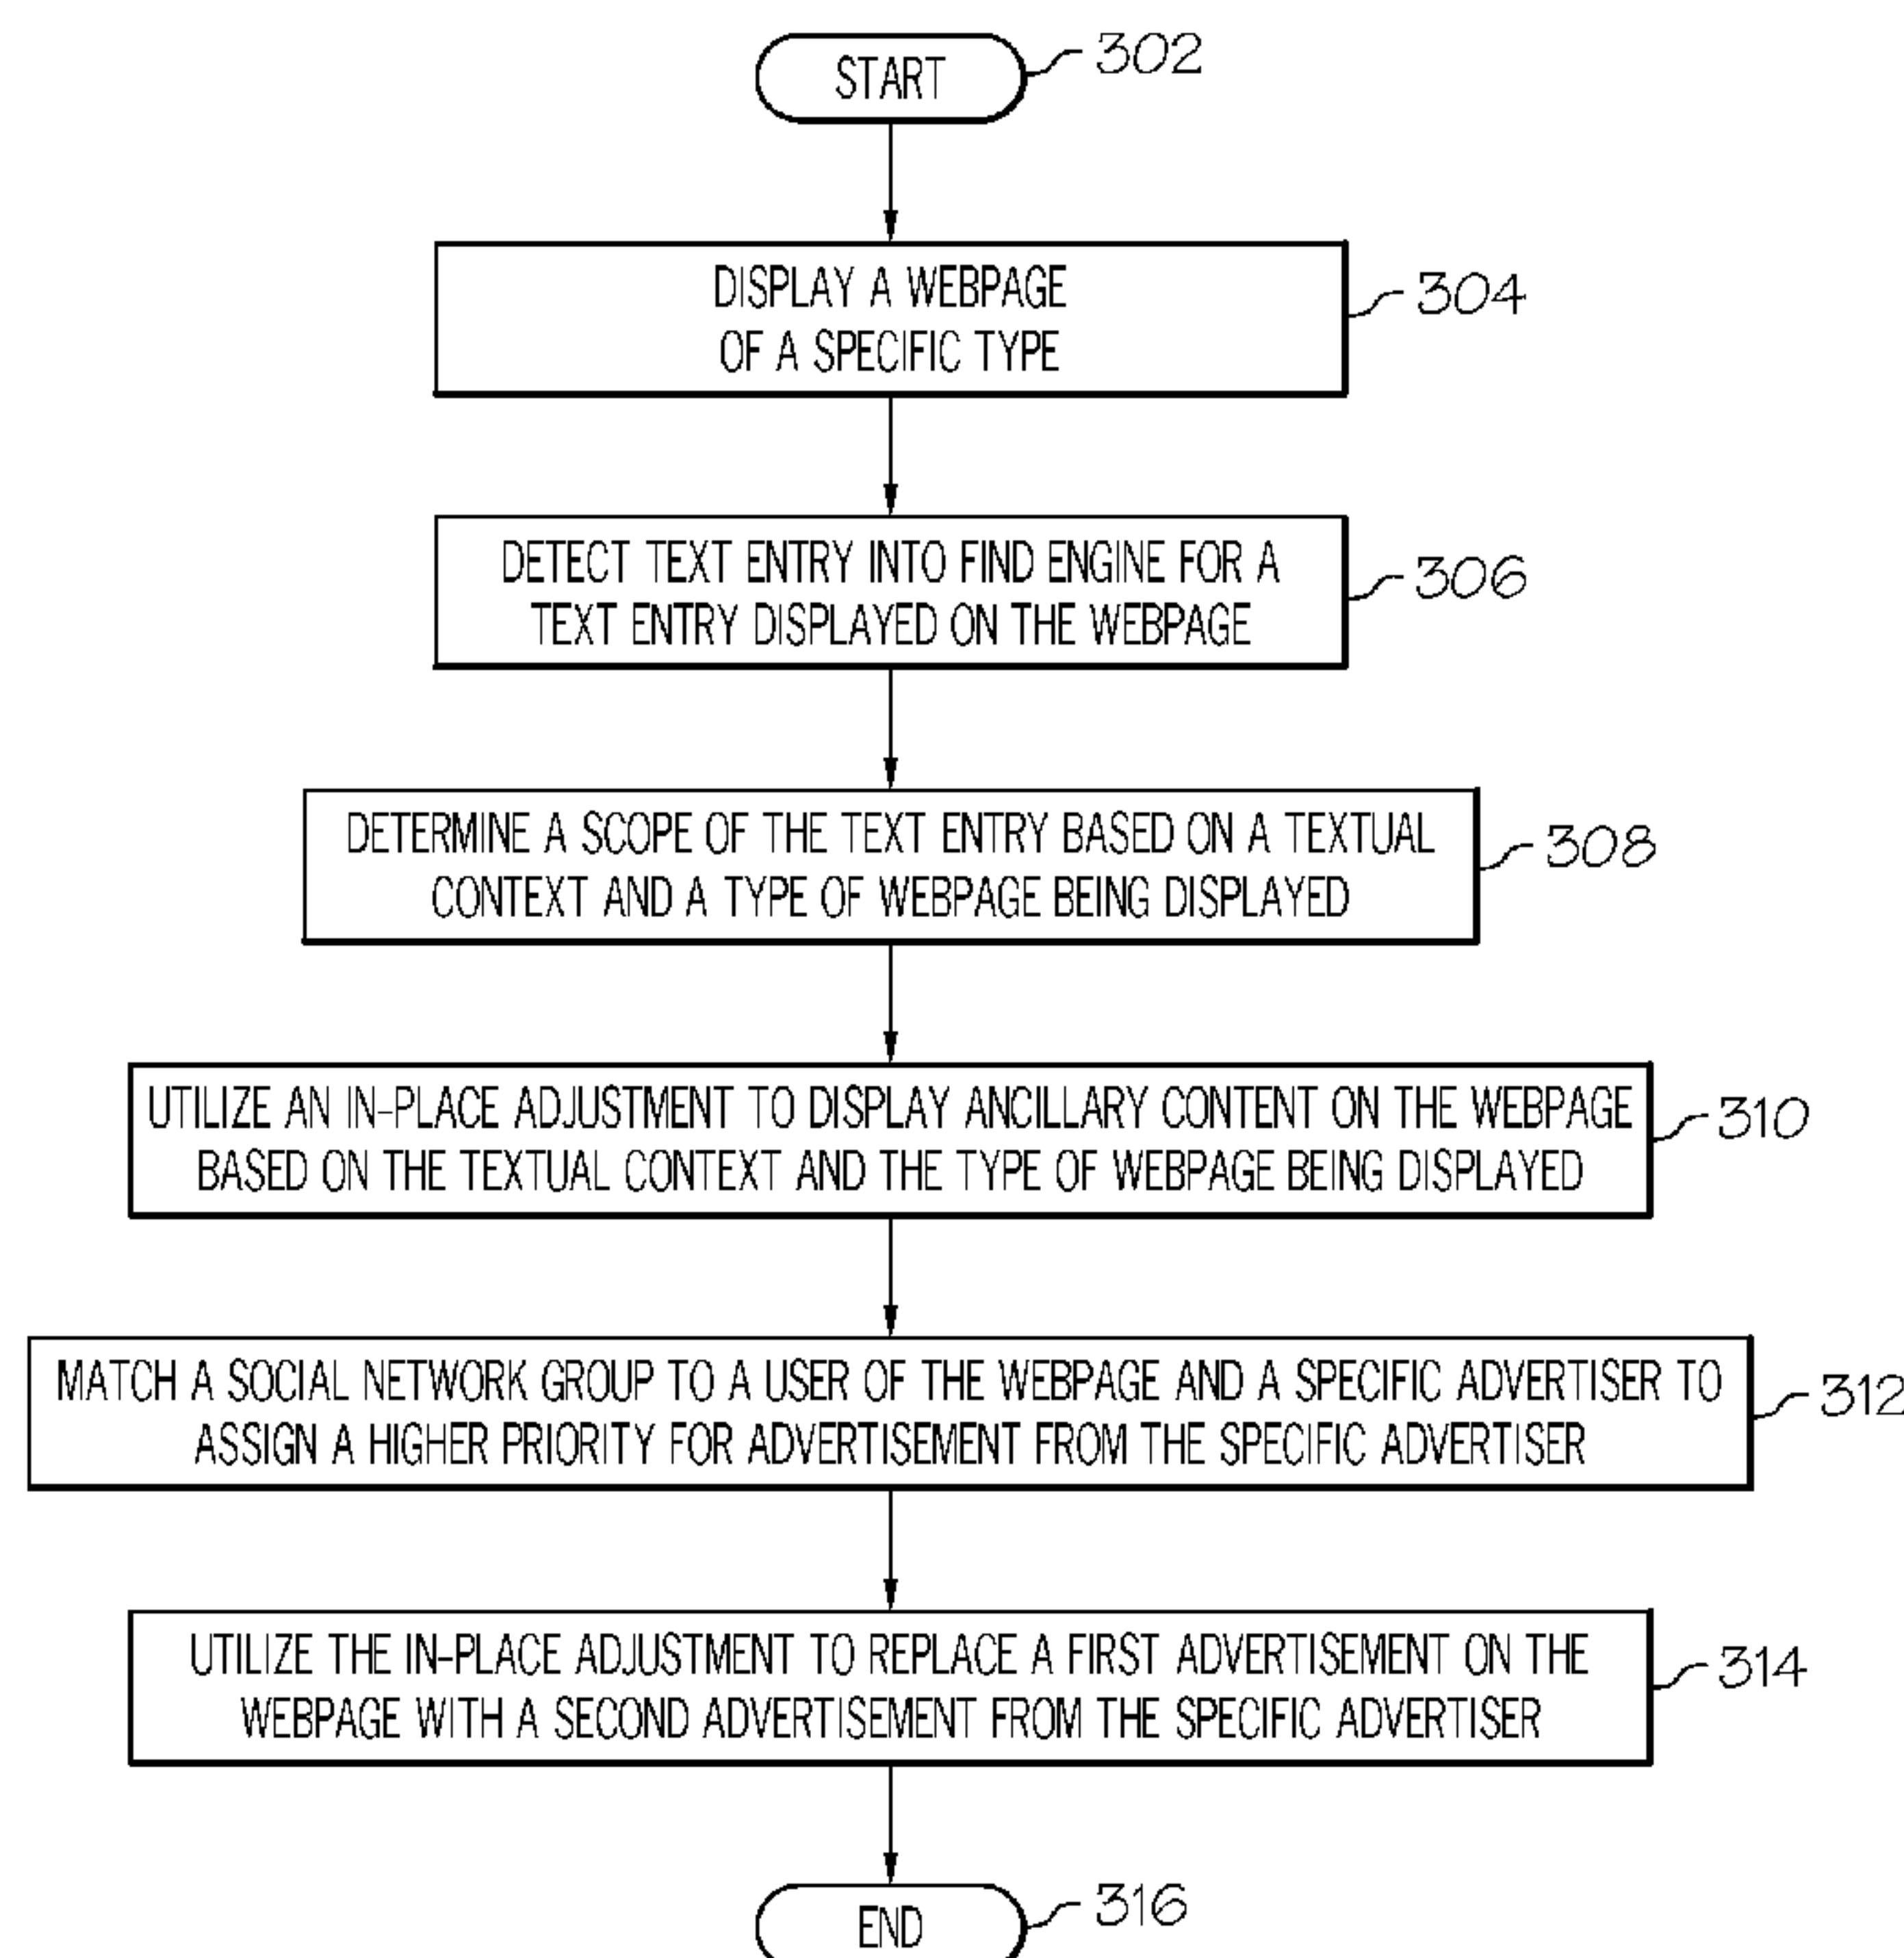 START
302
DISPLAY A WEBPAGE
OF A SPECIFIC TYPE
304
DETECT TEXT ENTRY INTO FIND ENGINE FOR A
TEXT ENTRY DISPLAYED ON THE WEBPAGE
306
DETERMINE A SCOPE OF THE TEXT ENTRY BASED ON A TEXTUAL
CONTEXT AND A TYPE OF WEBPAGE BEING DISPLAYED
308
UTILIZE AN IN-PLACE ADJUSTMENT TO DISPLAY ANCILLARY CONTENT ON THE WEBPAGE
BASED ON THE TEXTUAL CONTEXT AND THE TYPE OF WEBPAGE BEING DISPLAYED
310
MATCH A SOCIAL NETWORK GROUP TO A USER OF THE WEBPAGE AND A SPECIFIC ADVERTISER TO
ASSIGN A HIGHER PRIORITY FOR ADVERTISEMENT FROM THE SPECIFIC ADVERTISER
312
UTILIZE THE IN-PLACE ADJUSTMENT TO REPLACE A FIRST ADVERTISEMENT ON THE
WEBPAGE WITH A SECOND ADVERTISEMENT FROM THE SPECIFIC ADVERTISER
314
END
316